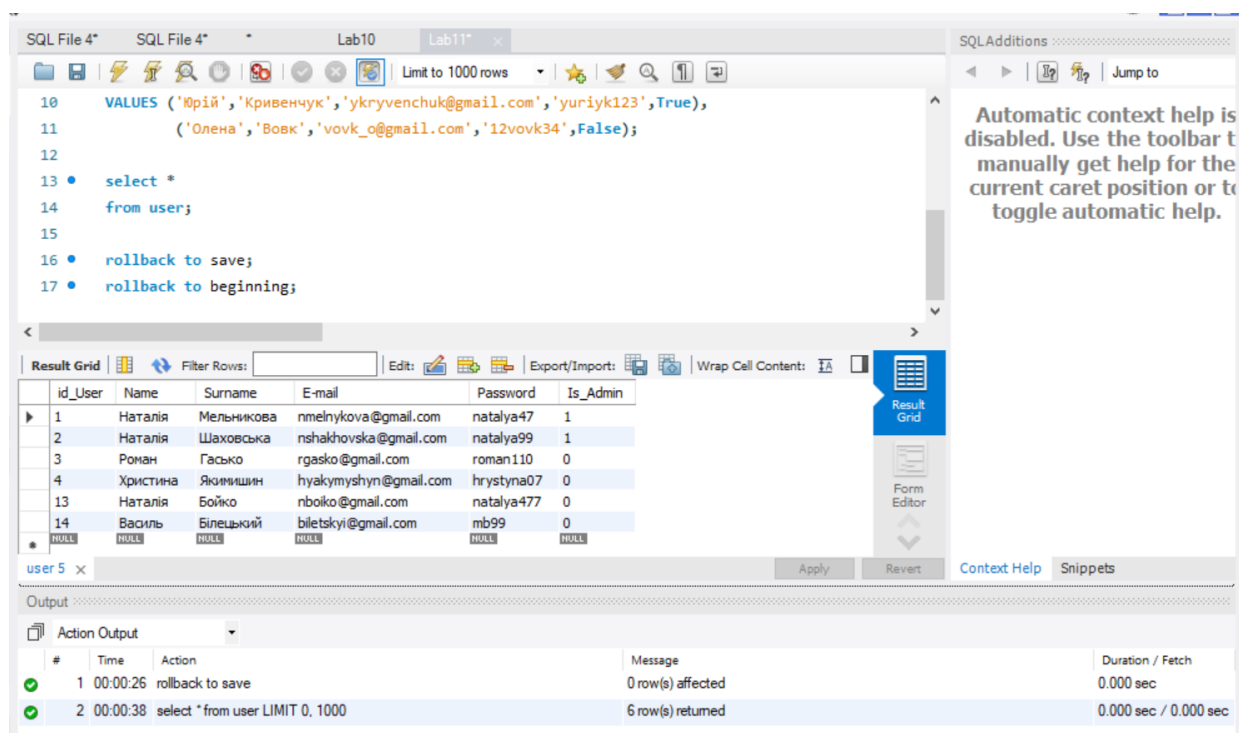 SQL File 4* SQL File 4* * Lab10 Lab11* ×
SQLAdditions
Limit to 1000 rows
Jump to
10 VALUES ('Юрій','Кривенчук','ykryvenchuk@gmail.com','yuriyk123',True),
11 ('Олена','Вовк','vovk_o@gmail.com','12vovk34',False);
12
13 select *
14 from user;
15
16 rollback to save;
17 rollback to beginning;
Automatic context help is
disabled. Use the toolbar t
manually get help for the
current caret position or to
toggle automatic help.
Result Grid Filter Rows: Edit: Export/Import: Wrap Cell Content: IA
id_User Name Surname E-mail Password Is_Admin
1 Наталія Мельникова nmelnykova@gmail.com natalya47 1
2 Наталія Шаховська nshakhovska@gmail.com natalya99 1
3 Роман Гасько rgasko@gmail.com roman110 0
4 Христина Якимишин hyakymyshyn@gmail.com hrystyna07 0
13 Наталія Бойко nboiko@gmail.com natalya477 0
14 Василь Білецький biletskyi@gmail.com mb99 0
NULL NULL NULL NULL NULL NULL
Result
Grid
Form
Editor
user 5 × Apply Revert
Context Help Snippets
Output
Action Output
# Time Action Message Duration / Fetch
1 00:00:26 rollback to save 0 row(s) affected 0.000 sec
2 00:00:38 select * from user LIMIT 0, 1000 6 row(s) returned 0.000 sec / 0.000 sec